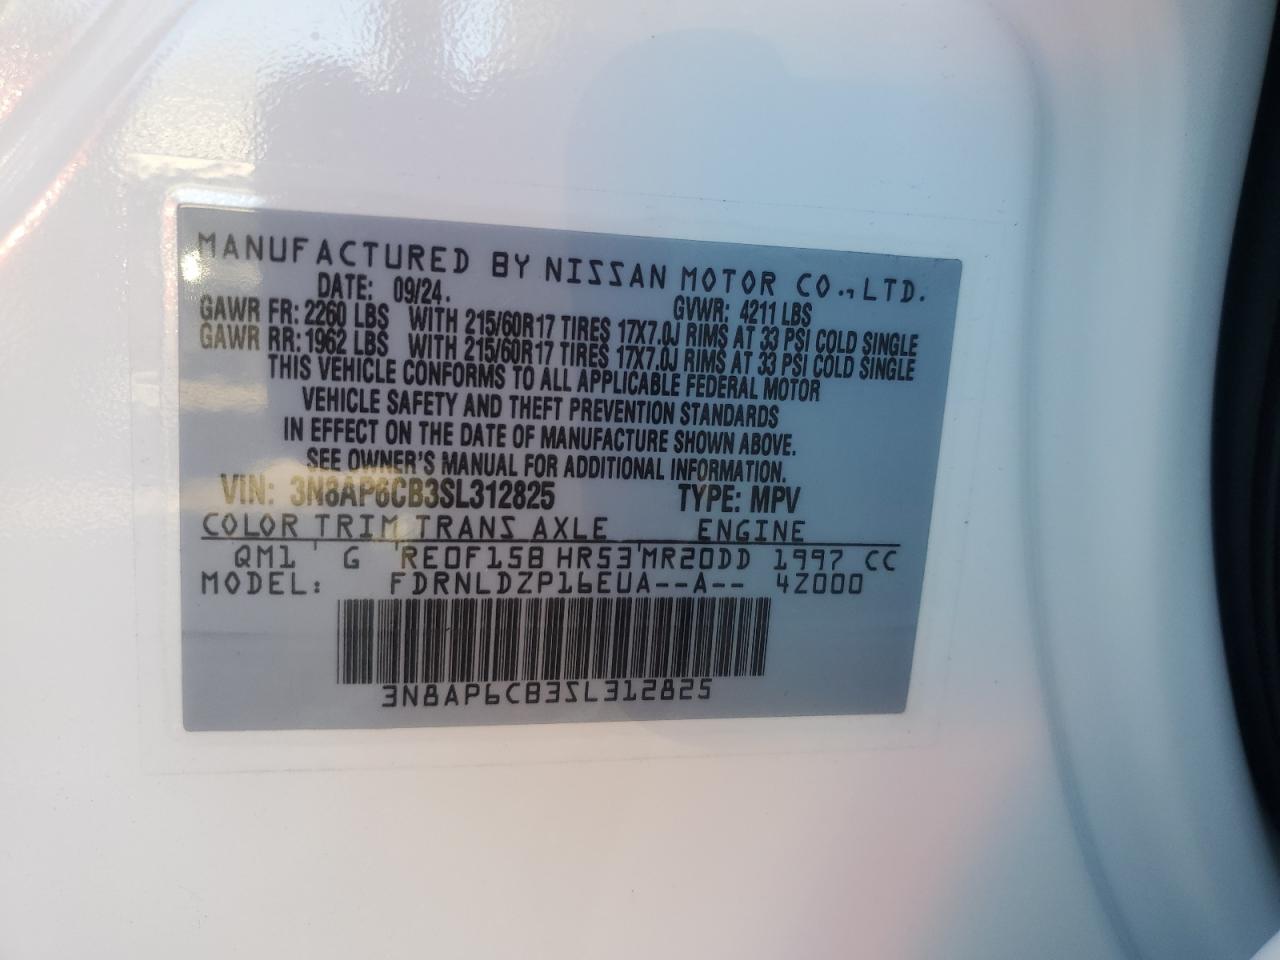 MANUFACTURED BY NISSAN MOTOR CO.,LTD.
DATE: 09/24. GVWR: 4211 LBS
GAWR FR: 2260 LBS WITH 215/60R17 TIRES 17X7.0J RIMS AT 33 PSI COLD SINGLE
GAWR RR: 1962 LBS WITH 215/60R17 TIRES 17X7.0J RIMS AT 33 PSI COLD SINGLE
THIS VEHICLE CONFORMS TO ALL APPLICABLE FEDERAL MOTOR
VEHICLE SAFETY AND THEFT PREVENTION STANDARDS
IN EFFECT ON THE DATE OF MANUFACTURE SHOWN ABOVE.
SEE OWNER'S MANUAL FOR ADDITIONAL INFORMATION.
VIN: 3N8AP6CB3SL312825 TYPE: MPV
COLOR TRIM TRANS AXLE ENGINE
QM1 G RE0F15B HR53 MR20DD 1997 CC
MODEL: FDRNLDZP16EUA--A-- 4Z000
3N8AP6CB3SL312825